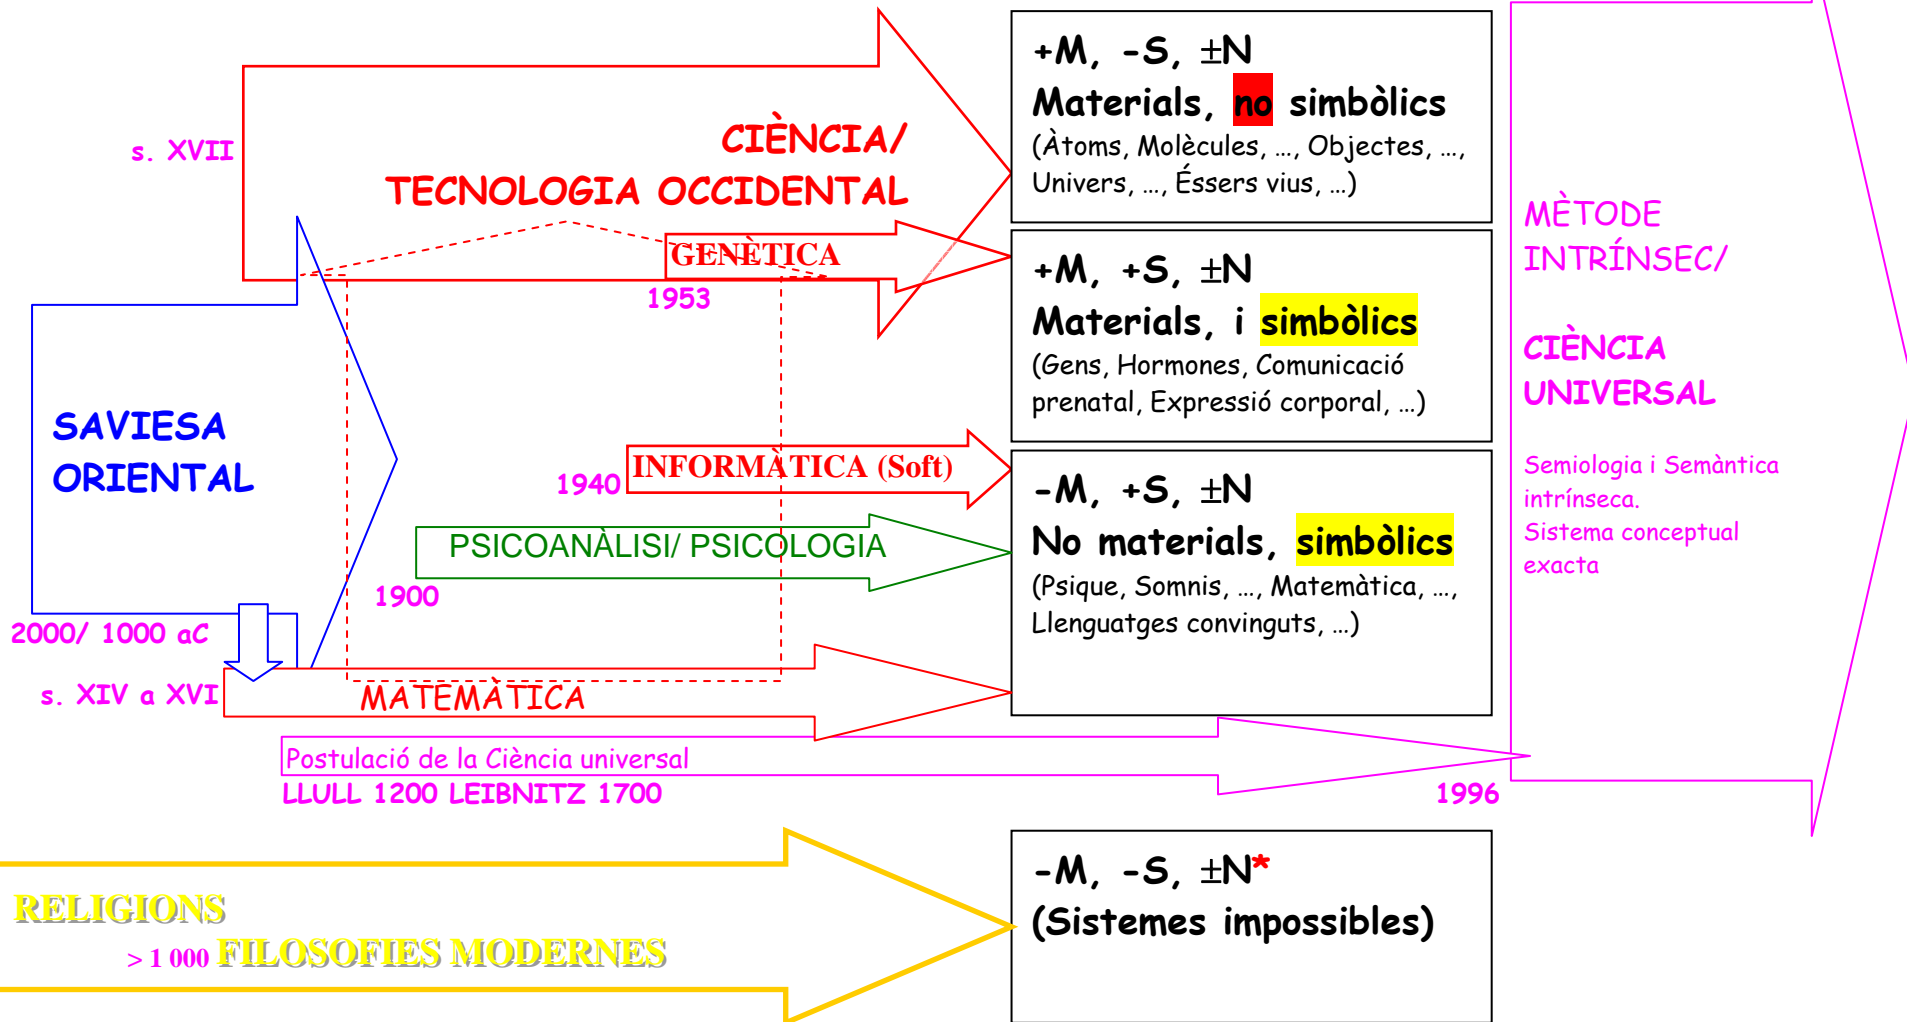 s. XVII
CIÈNCIA/
TECNOLOGIA OCCIDENTAL
GENÈTICA
1953
SAVIESA
ORIENTAL
2000/ 1000 aC
1940
INFORMÀTICA (Soft)
PSICOANÀLISI/ PSICOLOGIA
1900
s. XIV a XVI
MATEMÀTICA
Postulació de la Ciència universal
LLULL 1200 LEIBNITZ 1700
1996
RELIGIONS
> 1 000 FILOSOFIES MODERNES
+M, -S, ±N
Materials, no simbòlics
(Àtoms, Molècules, …, Objectes, …,
Univers, …, Éssers vius, …)
+M, +S, ±N
Materials, i simbòlics
(Gens, Hormones, Comunicació
prenatal, Expressió corporal, …)
-M, +S, ±N
No materials, simbòlics
(Psique, Somnis, …, Matemàtica, …,
Llenguatges convinguts, …)
-M, -S, ±N*
(Sistemes impossibles)
MÈTODE
INTRÍNSEC/
CIÈNCIA
UNIVERSAL
Semiologia i Semàntica
intrínseca.
Sistema conceptual
exacta